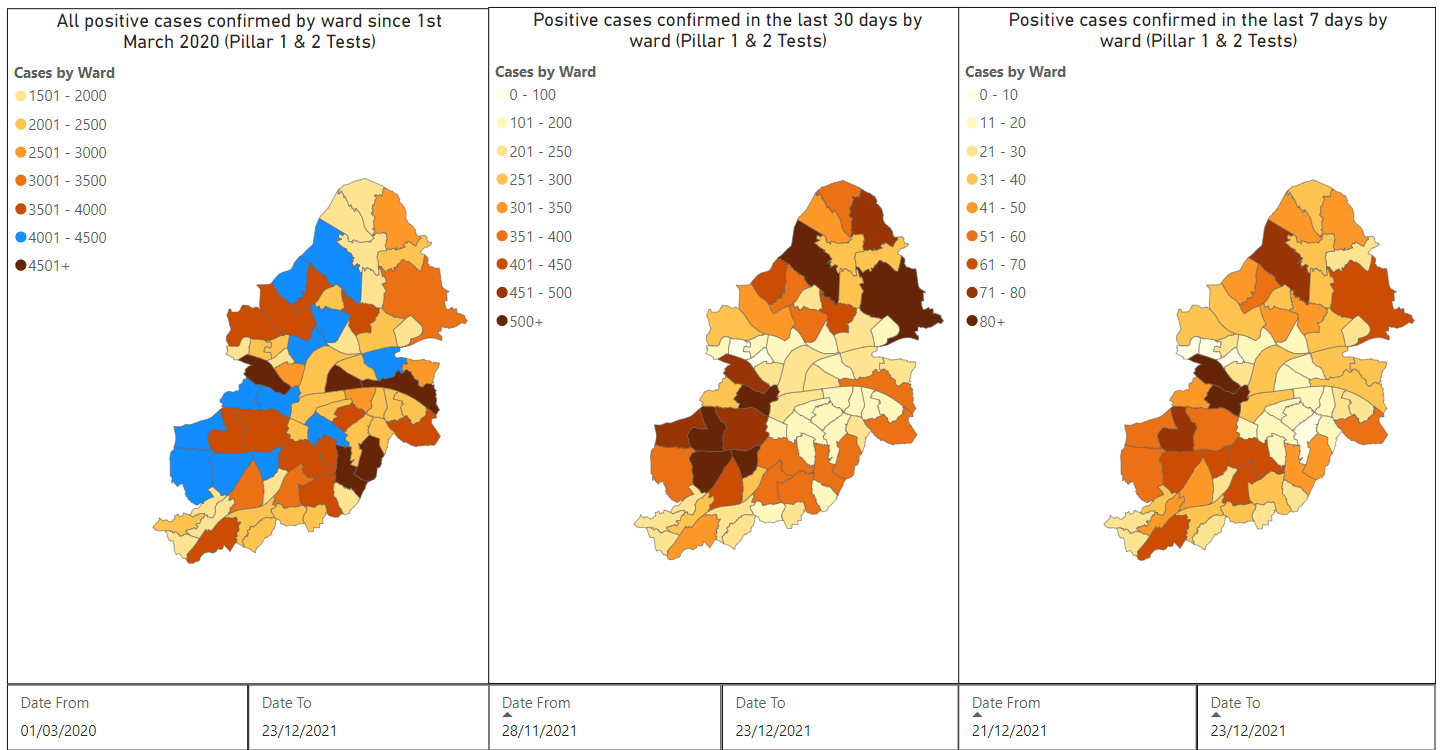 All positive cases confirmed by ward since 1st
March 2020 (Pillar 1 & 2 Tests)
Cases by Ward
1501 - 2000
2001 - 2500
2501 - 3000
3001 - 3500
3501 - 4000
4001 - 4500
4501+
Date From
01/03/2020
Date To
23/12/2021
Positive cases confirmed in the last 30 days by
ward (Pillar 1 & 2 Tests)
Cases by Ward
0 - 100
101 - 200
201 - 250
251 - 300
301 - 350
351 - 400
401 - 450
451 - 500
500+
Date From
28/11/2021
Date To
23/12/2021
Positive cases confirmed in the last 7 days by
ward (Pillar 1 & 2 Tests)
Cases by Ward
0 - 10
11 - 20
21 - 30
31 - 40
41 - 50
51 - 60
61 - 70
71 - 80
80+
Date From
21/12/2021
Date To
23/12/2021